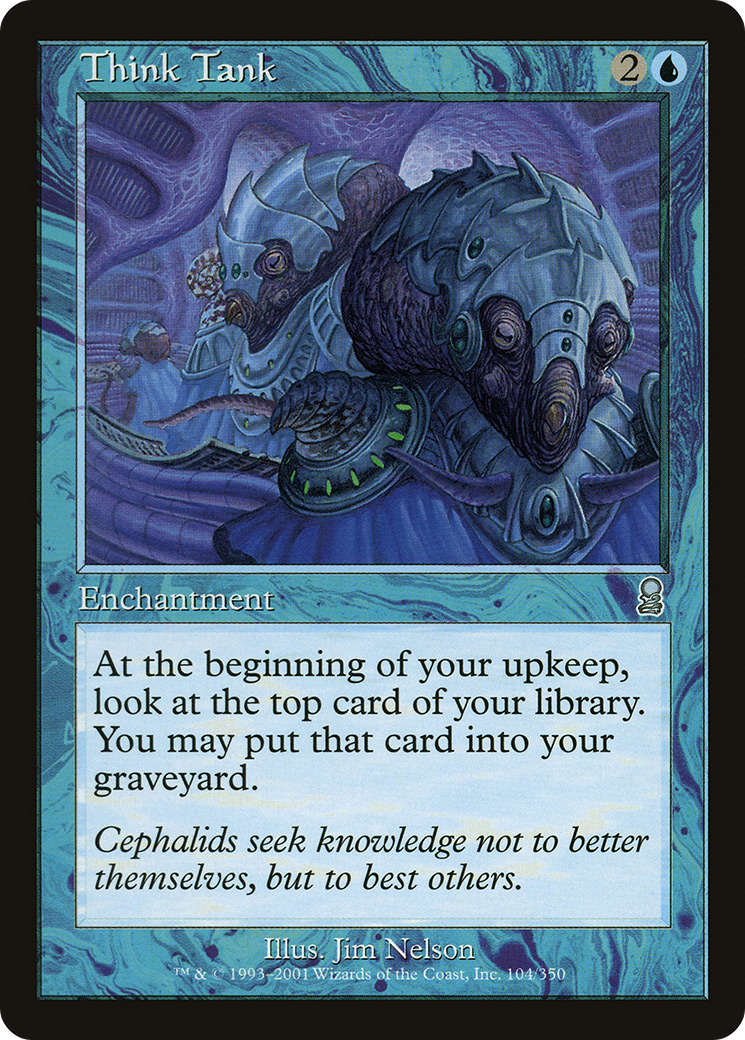 Think Tank 2
Enchantment
At the beginning of your upkeep,
look at the top card of your library.
You may put that card into your
graveyard.
Cephalids seek knowledge not to better
themselves, but to best others.
Illus. Jim Nelson
™ & © 1993–2001 Wizards of the Coast, Inc. 104/350